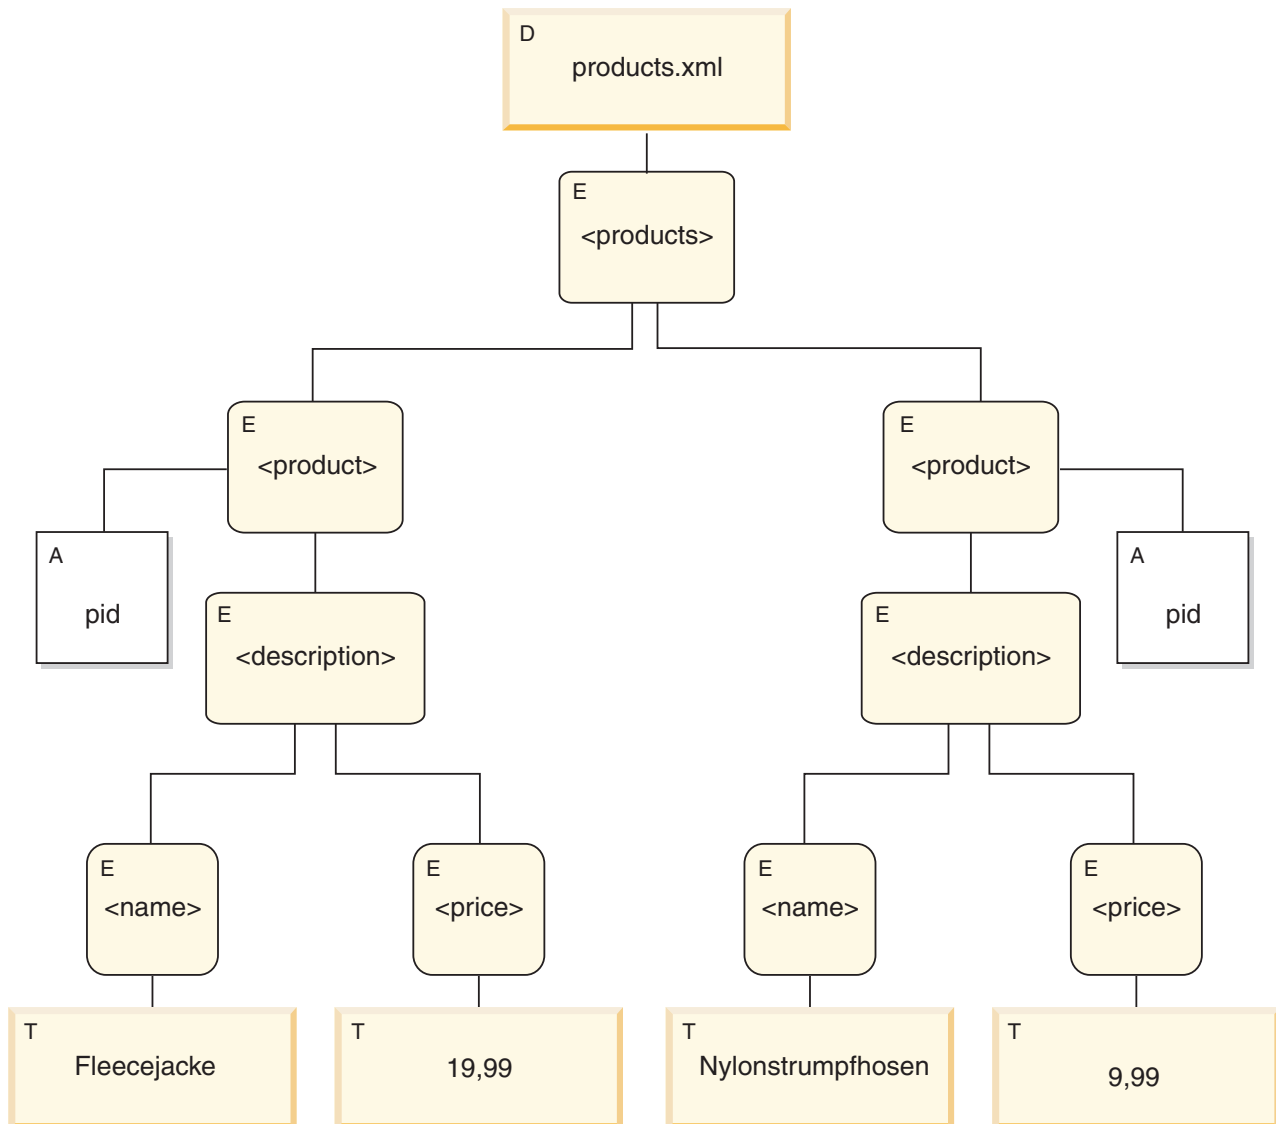 D
products.xml
E
<products>
E
<product>
E
<product>
A
pid
E
<description>
E
<description>
A
pid
E
<name>
E
<price>
E
<name>
E
<price>
T
Fleecejacke
T
19,99
T
Nylonstrumpfhosen
T
9,99